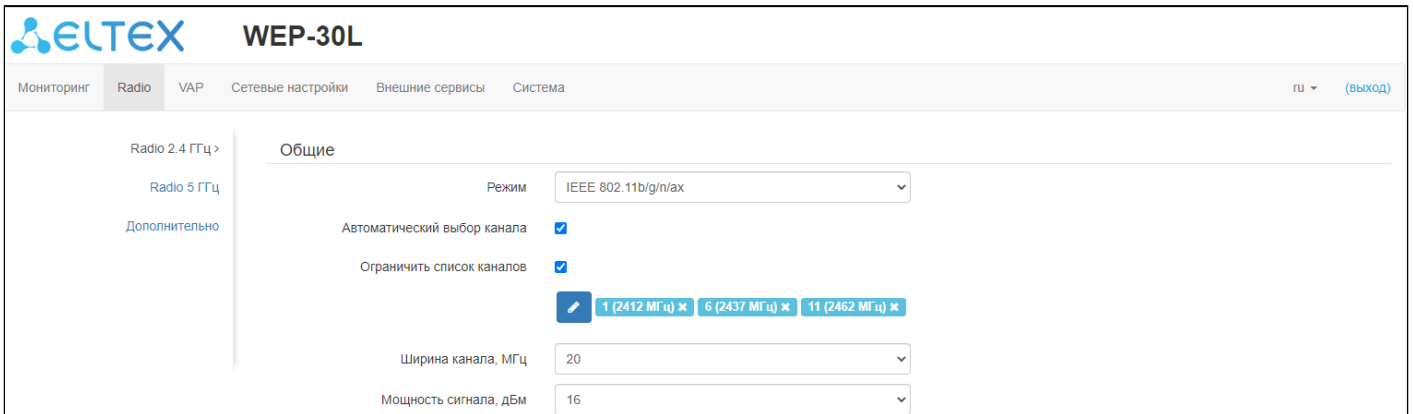 ELTEX WEP-30L
Мониторинг Radio VAP Сетевые настройки Внешние сервисы Система ru (выход)
Radio 2.4 ГГц >
Radio 5 ГГц
Дополнительно
Общие
Режим IEEE 802.11b/g/n/ax
Автоматический выбор канала
Ограничить список каналов
1 (2412 МГц) × 6 (2437 МГц) × 11 (2462 МГц) ×
Ширина канала, МГц 20
Мощность сигнала, дБм 16